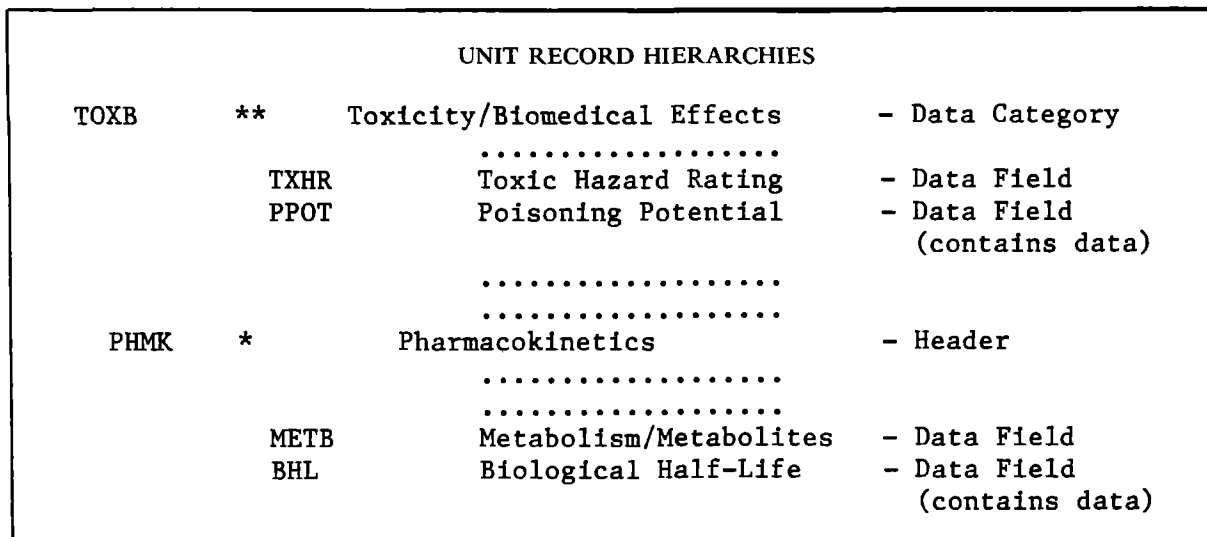 UNIT RECORD HIERARCHIES
TOXB ** Toxicity/Biomedical Effects - Data Category
...................
TXHR Toxic Hazard Rating - Data Field
PPOT Poisoning Potential - Data Field
(contains data)
...................
...................
PHMK * Pharmacokinetics - Header
...................
...................
METB Metabolism/Metabolites - Data Field
BHL Biological Half-Life - Data Field
(contains data)